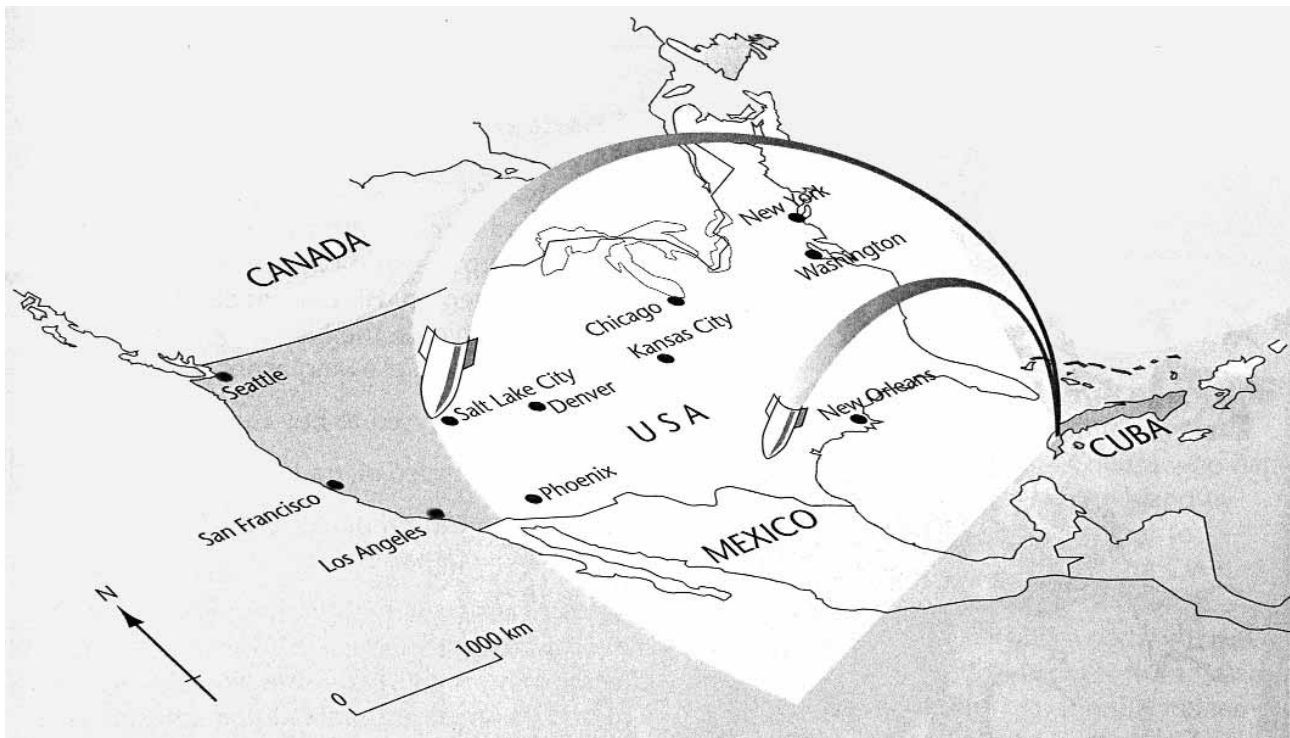 New York
Washington
CANADA
Chicago
Kansas City
Seattle
Salt Lake City
Denver
New Orleans
USA
CUBA
Phoenix
San Francisco
Los Angeles
MEXICO
N
1000 km
0